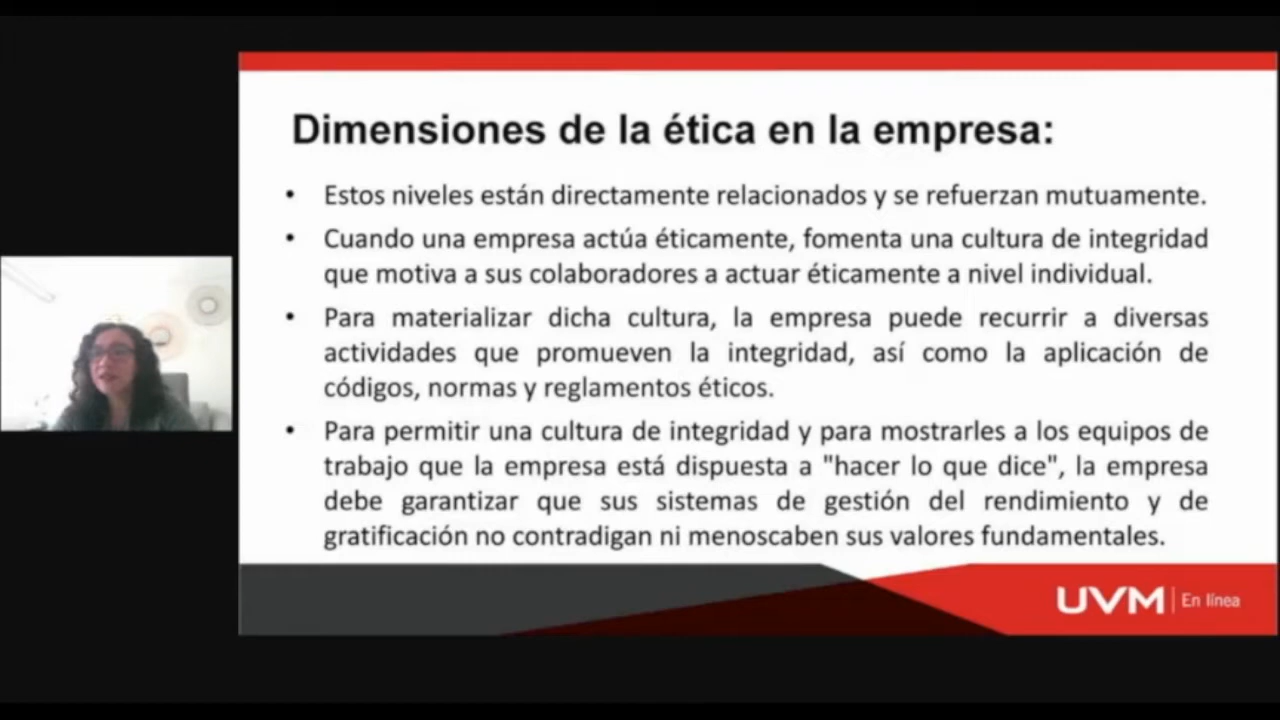 Dimensiones de la ética en la empresa:
• Estos niveles están directamente relacionados y se refuerzan mutuamente.
• Cuando una empresa actúa éticamente, fomenta una cultura de integridad
que motiva a sus colaboradores a actuar éticamente a nivel individual.
• Para materializar dicha cultura, la empresa puede recurrir a diversas
actividades que promueven la integridad, así como la aplicación de
códigos, normas y reglamentos éticos.
• Para permitir una cultura de integridad y para mostrarles a los equipos de
trabajo que la empresa está dispuesta a "hacer lo que dice", la empresa
debe garantizar que sus sistemas de gestión del rendimiento y de
gratificación no contradigan ni menoscaben sus valores fundamentales.
UVM | En línea